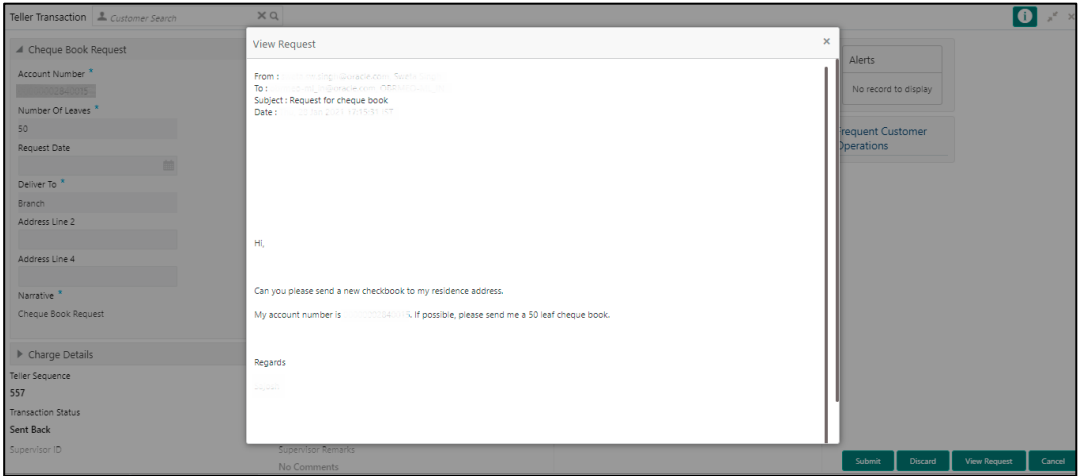 Teller Transaction
Customer Search
Cheque Book Request
Account Number *
Number Of Leaves *
50
Request Date
Deliver To *
Branch
Address Line 2
Address Line 4
Narrative *
Cheque Book Request
Charge Details
Teller Sequence
557
Transaction Status
Sent Back
Supervisor ID
Supervisor Remarks
No Comments
View Request
From :
To :
Subject : Request for cheque book
Date :
Hi,
Can you please send a new checkbook to my residence address.
My account number is . If possible, please send me a 50 leaf cheque book.
Regards
Alerts
No record to display
Frequent Customer
Operations
Submit
Discard
View Request
Cancel